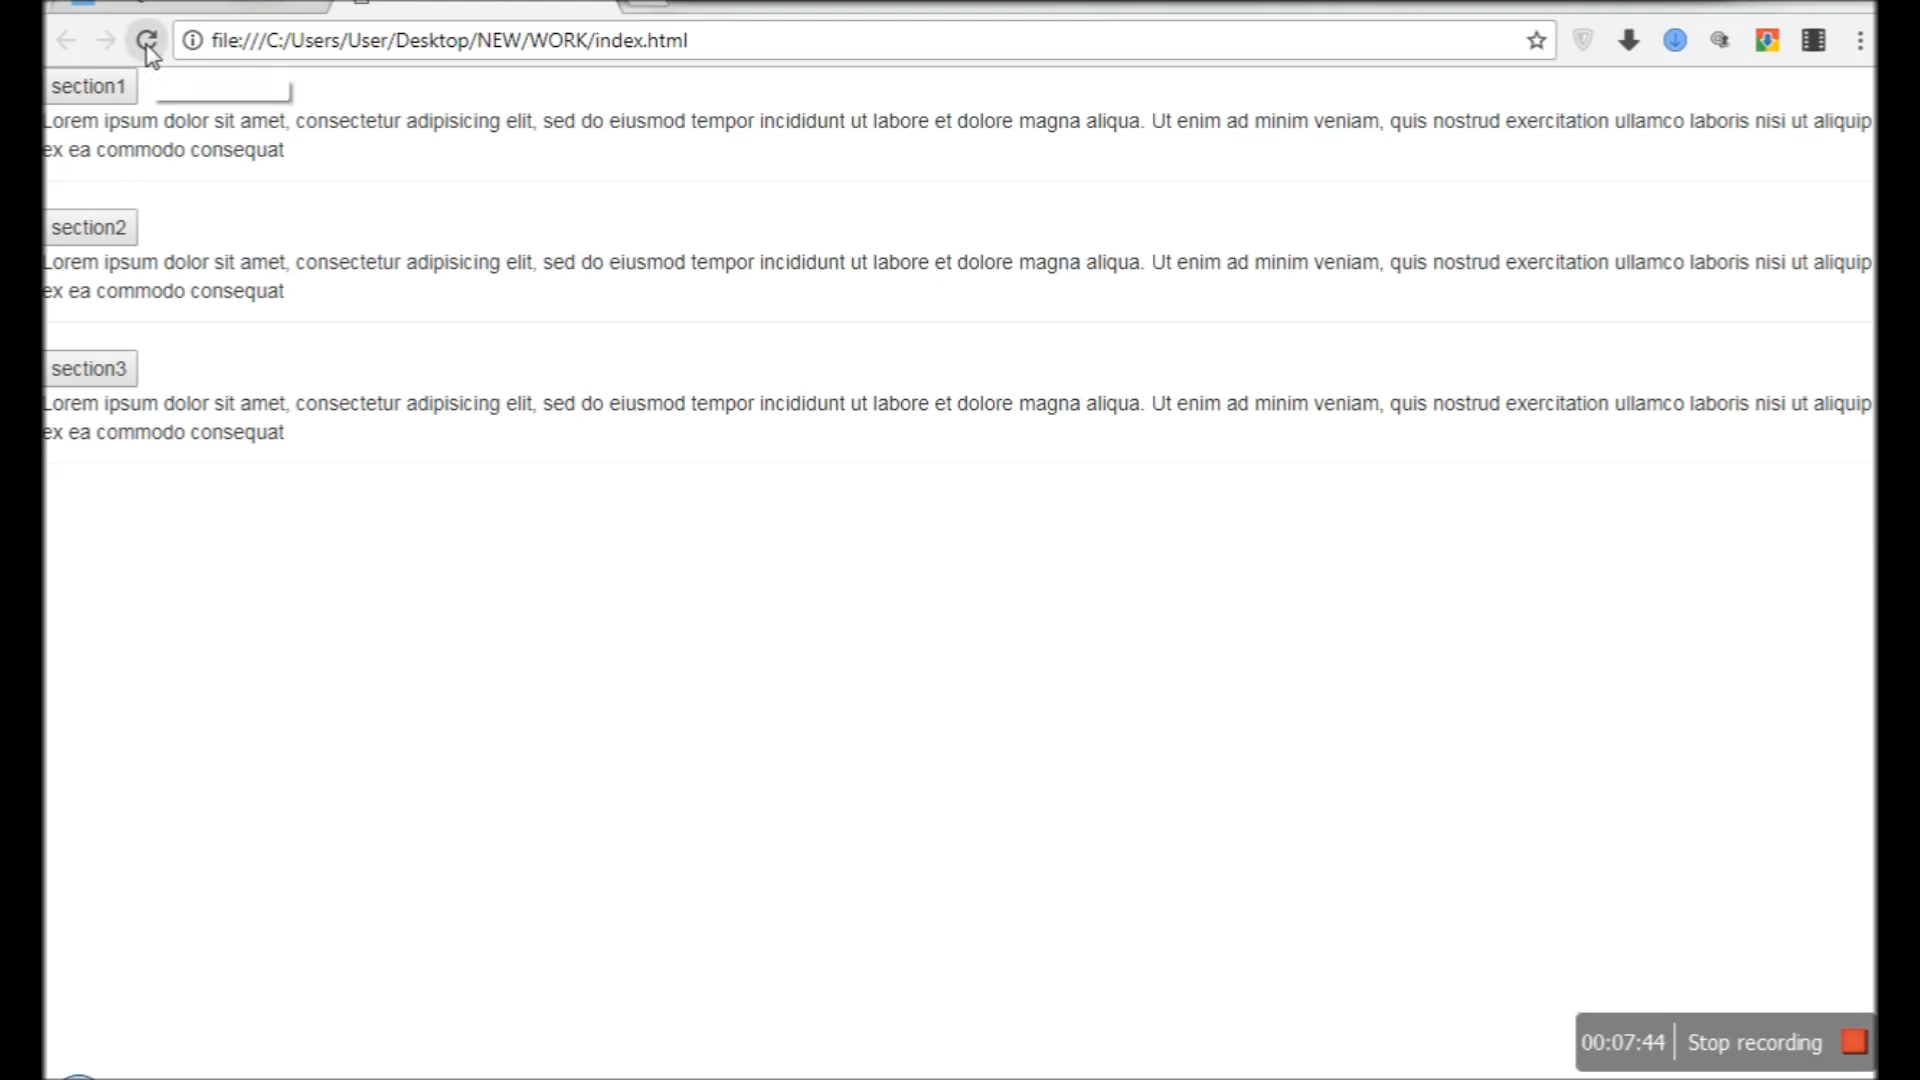 file:///C:/Users/User/Desktop/NEW/WORK/index.html
section1
Lorem ipsum dolor sit amet, consectetur adipisicing elit, sed do eiusmod tempor incididunt ut labore et dolore magna aliqua. Ut enim ad minim veniam, quis nostrud exercitation ullamco laboris nisi ut aliquip
ex ea commodo consequat
section2
Lorem ipsum dolor sit amet, consectetur adipisicing elit, sed do eiusmod tempor incididunt ut labore et dolore magna aliqua. Ut enim ad minim veniam, quis nostrud exercitation ullamco laboris nisi ut aliquip
ex ea commodo consequat
section3
Lorem ipsum dolor sit amet, consectetur adipisicing elit, sed do eiusmod tempor incididunt ut labore et dolore magna aliqua. Ut enim ad minim veniam, quis nostrud exercitation ullamco laboris nisi ut aliquip
ex ea commodo consequat
00:07:44 Stop recording